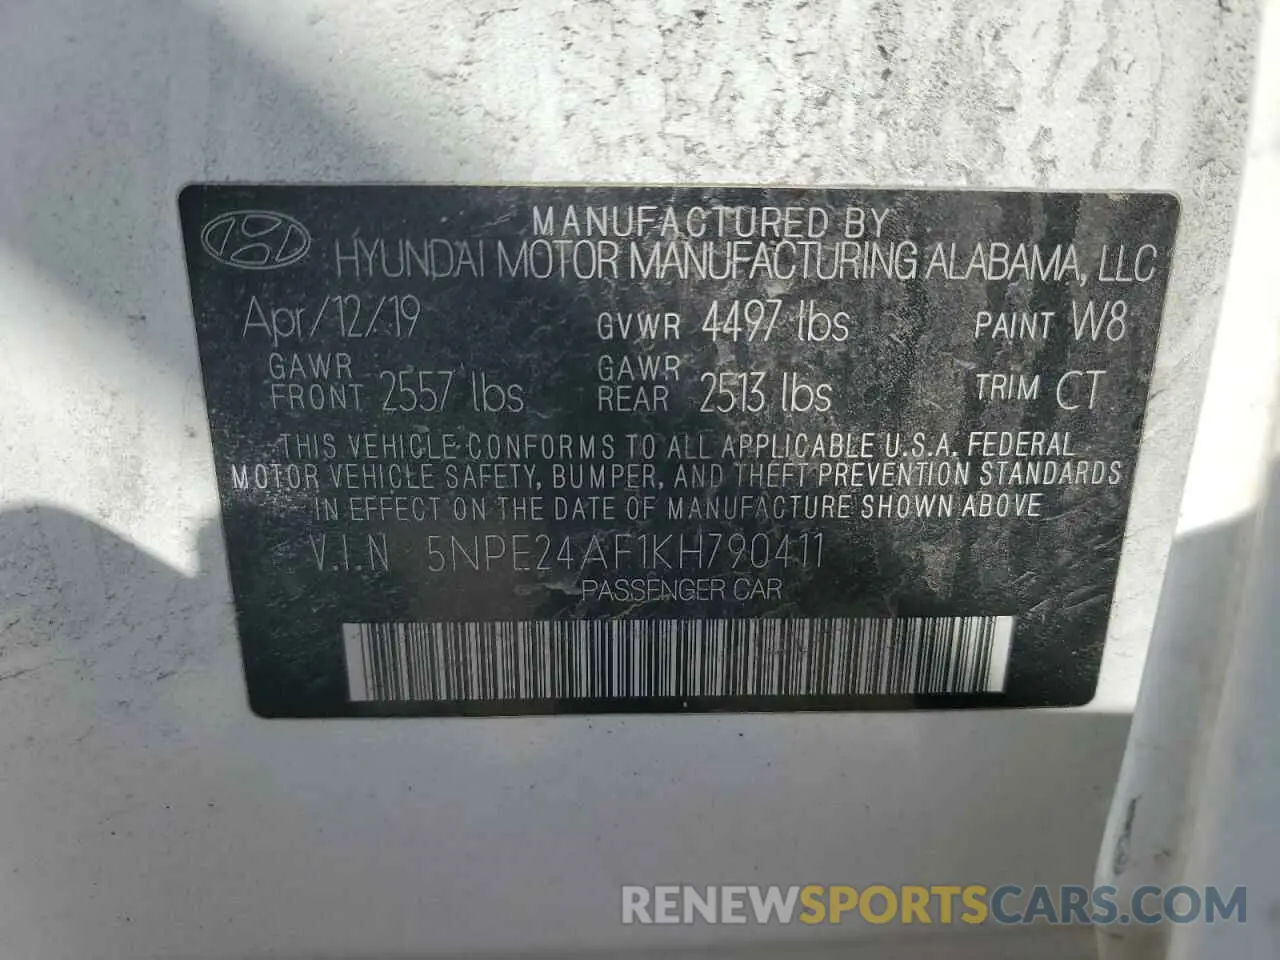 MANUFACTURED BY
HYUNDAI MOTOR MANUFACTURING ALABAMA, LLC
Apr/12/19 GVWR 4497 lbs PAINT W8
GAWR FRONT 2557 lbs GAWR REAR 2513 lbs TRIM CT
THIS VEHICLE CONFORMS TO ALL APPLICABLE U.S.A. FEDERAL
MOTOR VEHICLE SAFETY, BUMPER, AND THEFT PREVENTION STANDARDS
IN EFFECT ON THE DATE OF MANUFACTURE SHOWN ABOVE
V.I.N 5NPE24AF1KH790411
PASSENGER CAR
RENEWSPORTSCARS.COM